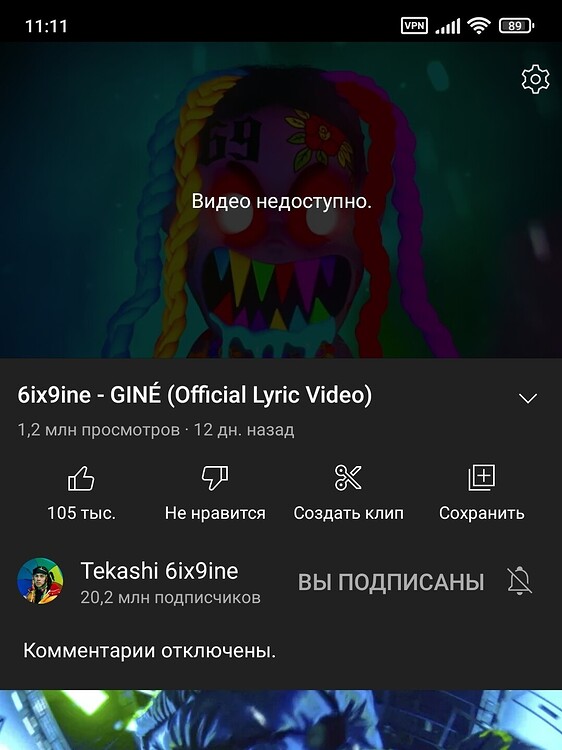 11:11
VPN
89
69
Видео недоступно.
6ix9ine - GINÉ (Official Lyric Video)
1,2 млн просмотров · 12 дн. назад
105 тыс.
Не нравится
Создать клип
Сохранить
Tekashi 6ix9ine
20,2 млн подписчиков
ВЫ ПОДПИСАНЫ
Комментарии отключены.